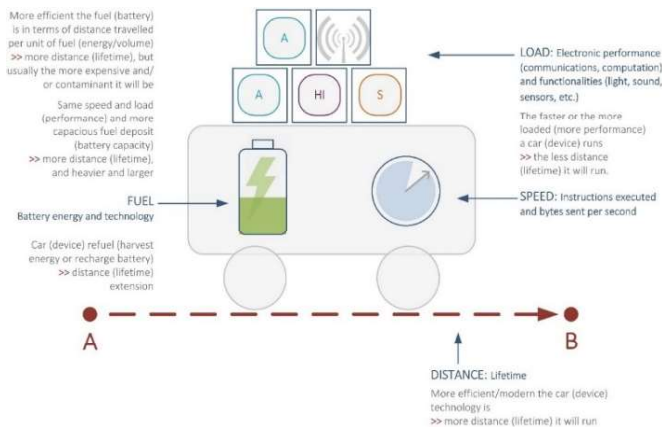 More efficient the fuel (battery)
is in terms of distance travelled
per unit of fuel (energy/volume)
>> more distance (lifetime), but
usually the more expensive and/
or contaminant it will be
Same speed and load
(performance) and more
capacious fuel deposit
(battery capacity)
>> more distance (lifetime),
and heavier and larger
FUEL
Battery energy and technology
Car (device) refuel (harvest
energy or recharge battery)
>> distance (lifetime)
extension
A
A
HI
S
LOAD: Electronic performance
(communications, computation)
and functionalities (light, sound,
sensors, etc.)
The faster or the more
loaded (more performance)
a car (device) runs
>> the less distance
(lifetime) it will run.
SPEED: Instructions executed
and bytes sent per second
A
B
DISTANCE: Lifetime
More efficient/modern the car (device)
technology is
>> more distance (lifetime) it will run